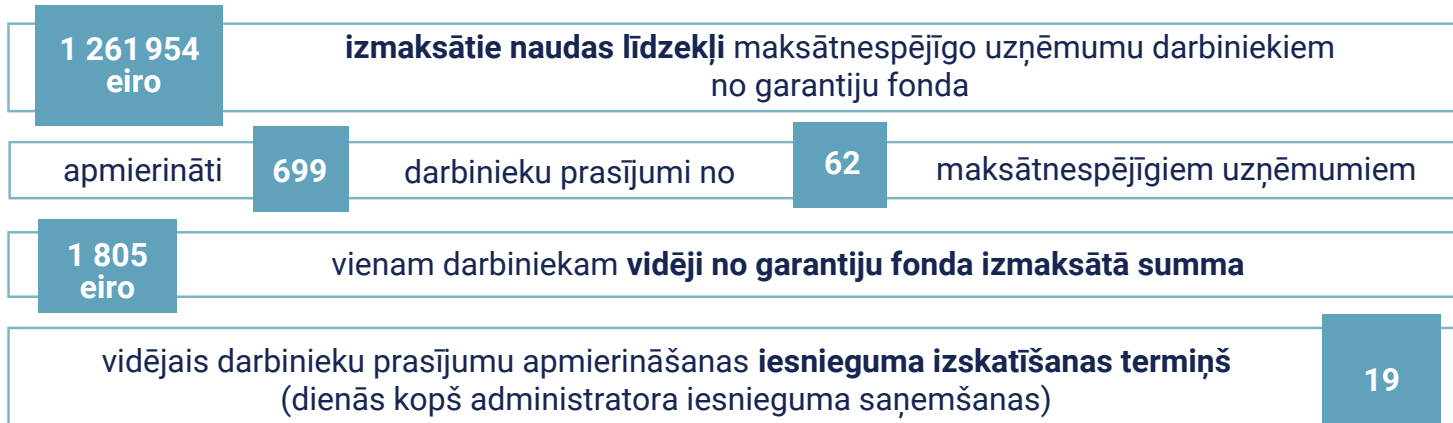 1 261 954
eiro
izmaksātie naudas līdzekļi maksātnespējīgo uzņēmumu darbiniekiem
no garantiju fonda
apmierināti 699 darbinieku prasījumi no 62 maksātnespējīgiem uzņēmumiem
1 805
eiro
vienam darbiniekam vidēji no garantiju fonda izmaksātā summa
vidējais darbinieku prasījumu apmierināšanas iesnieguma izskatīšanas termiņš
(dienās kopš administratora iesnieguma saņemšanas)
19